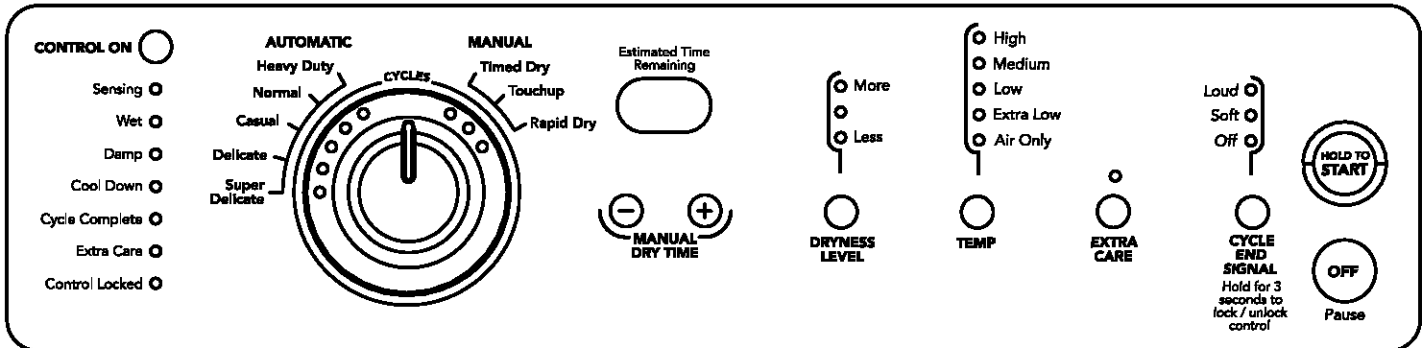 CONTROL ON
Sensing
Wet
Damp
Cool Down
Cycle Complete
Extra Care
Control Locked
AUTOMATIC
Heavy Duty
Normal
Casual
Delicate
Super
Delicate
CYCLES
MANUAL
Timed Dry
Touchup
Rapid Dry
Estimated Time
Remaining
− +
MANUAL
DRY TIME
More
Less
DRYNESS
LEVEL
High
Medium
Low
Extra Low
Air Only
TEMP
EXTRA
CARE
Loud
Soft
Off
CYCLE
END
SIGNAL
Hold for 3
seconds to
lock / unlock
control
HOLD TO
START
OFF
Pause